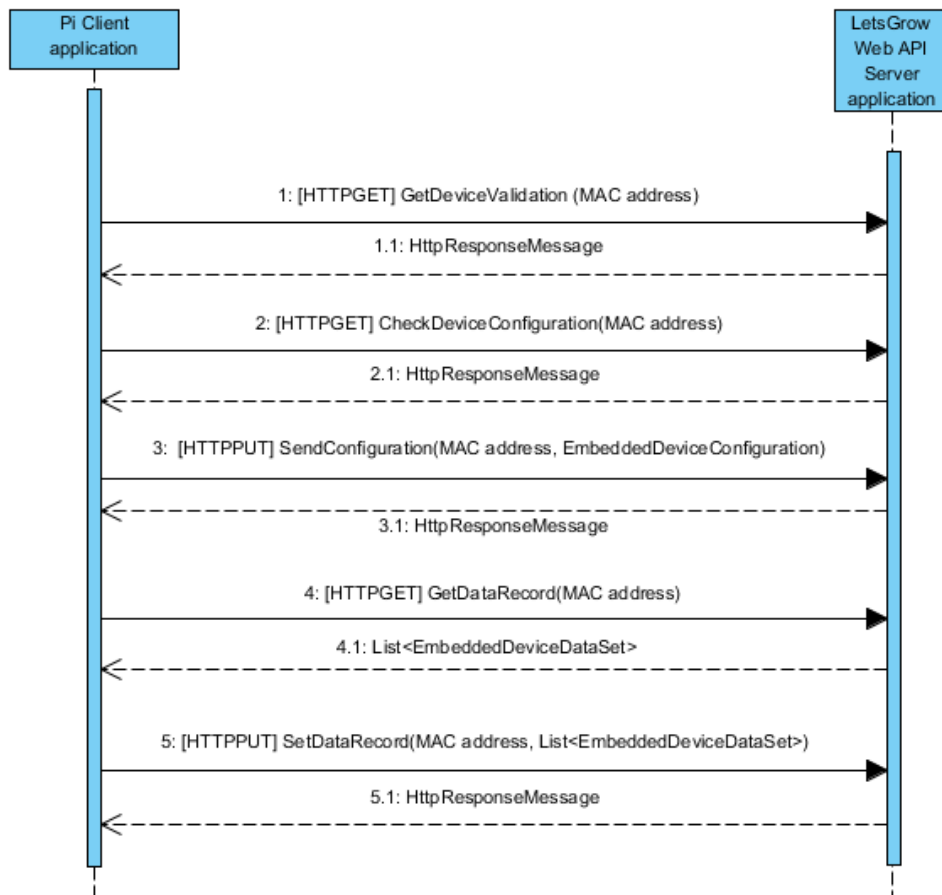 Pi Client
application
LetsGrow
Web API
Server
application
1: [HTTPGET] GetDeviceValidation (MAC address)
1.1: HttpResponseMessage
2: [HTTPGET] CheckDeviceConfiguration(MAC address)
2.1: HttpResponseMessage
3:  [HTTPPUT] SendConfiguration(MAC address, EmbeddedDeviceConfiguration)
3.1: HttpResponseMessage
4: [HTTPGET] GetDataRecord(MAC address)
4.1: List<EmbeddedDeviceDataSet>
5: [HTTPPUT] SetDataRecord(MAC address, List<EmbeddedDeviceDataSet>)
5.1: HttpResponseMessage